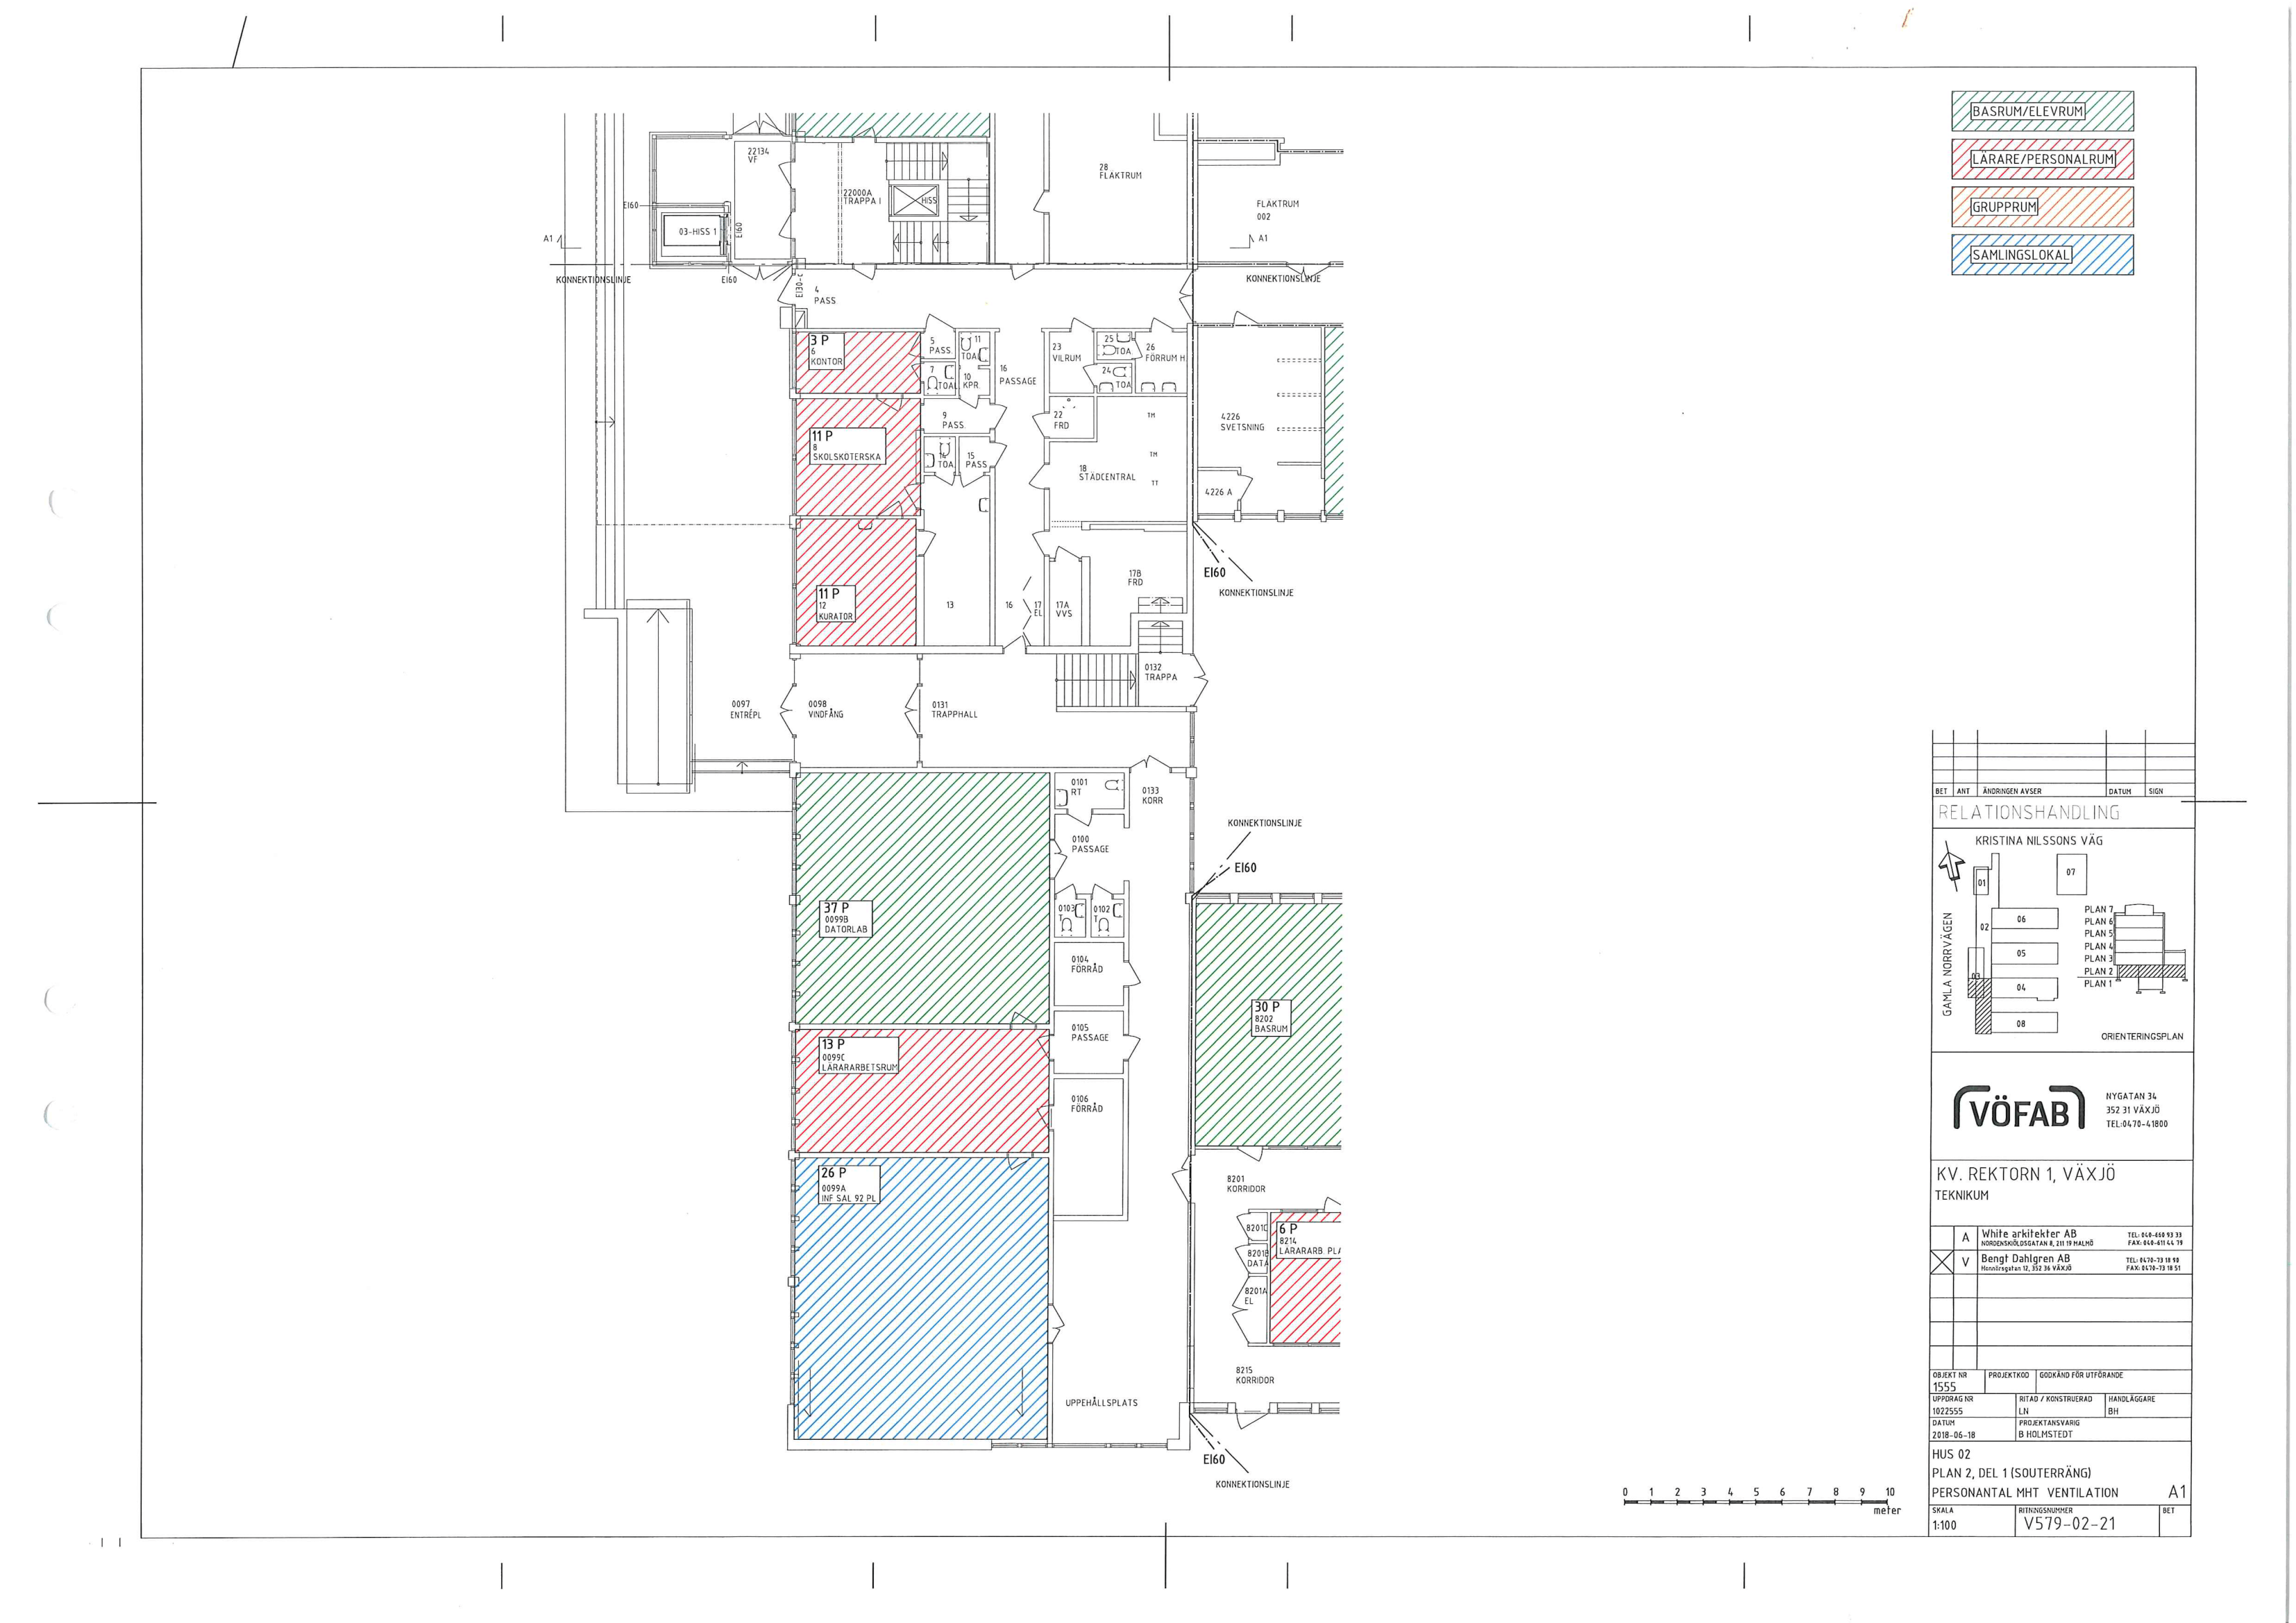 BASRUM/ELEVRUM
LÄRARE/PERSONALRUM
GRUPPRUM
SAMLINGSLOKAL
22134
VF
22000A
TRAPPA I
HISS
28
FLÄKTRUM
FLÄKTRUM
002
EI60
03-HISS 1
EI60
A1
A1
KONNEKTIONSLINJE
EI60
EI30-C
KONNEKTIONSLINJE
4
PASS
3 P
6
KONTOR
5
PASS
11
TOAL
7
TOAL
10
KPR.
16
PASSAGE
23
VILRUM
25
TOA
24
TOA
26
FÖRRUM H.
9
PASS.
22
FRD
TM
TM
TT
4226
SVETSNING
4226 A
11 P
8
SKOLSKÖTERSKA
14
TOA
15
PASS.
18
STÄDCENTRAL
EI60
KONNEKTIONSLINJE
17B
FRD
11 P
12
KURATOR
13
16
17
EL
17A
VVS
0132
TRAPPA
0097
ENTRÉPL
0098
VINDFÅNG
0131
TRAPPHALL
0101
RT
0133
KORR
0100
PASSAGE
KONNEKTIONSLINJE
EI60
37 P
0099B
DATORLAB
0103
T
0102
T
0104
FÖRRÅD
30 P
8202
BASRUM
0105
PASSAGE
13 P
0099C
LÄRARARBETSRUM
0106
FÖRRÅD
26 P
0099A
INF SAL 92 PL
8201
KORRIDOR
8201C
8201B
DATA
8201A
EL
6 P
8214
LÄRARARB. PLA
8215
KORRIDOR
UPPEHÅLLSPLATS
EI60
KONNEKTIONSLINJE
0 1 2 3 4 5 6 7 8 9 10
meter
BET ANT ÄNDRINGEN AVSER DATUM SIGN
RELATIONSHANDLING
KRISTINA NILSSONS VÄG
GAMLA NORRVÄGEN
01
07
02
06
05
03
04
08
PLAN 7
PLAN 6
PLAN 5
PLAN 4
PLAN 3
PLAN 2
PLAN 1
ORIENTERINGSPLAN
VÖFAB
NYGATAN 34
352 31 VÄXJÖ
TEL:0470-41800
KV. REKTORN 1, VÄXJÖ
TEKNIKUM
A White arkitekter AB TEL: 040-660 93 33
NORDENSKIÖLDSGATAN 8, 211 19 MALMÖ FAX: 040-611 44 79
V Bengt Dahlgren AB TEL: 0470-73 18 90
Honnörsgatan 12, 352 36 VÄXJÖ FAX: 0470-73 18 51
OBJEKT NR PROJEKTKOD GODKÄND FÖR UTFÖRANDE
1555
UPPDRAG NR RITAD / KONSTRUERAD HANDLÄGGARE
1022555 LN BH
DATUM PROJEKTANSVARIG
2018-06-18 B HOLMSTEDT
HUS 02
PLAN 2, DEL 1 (SOUTERRÄNG)
PERSONANTAL MHT VENTILATION A1
SKALA RITNINGSNUMMER BET
1:100 V579-02-21